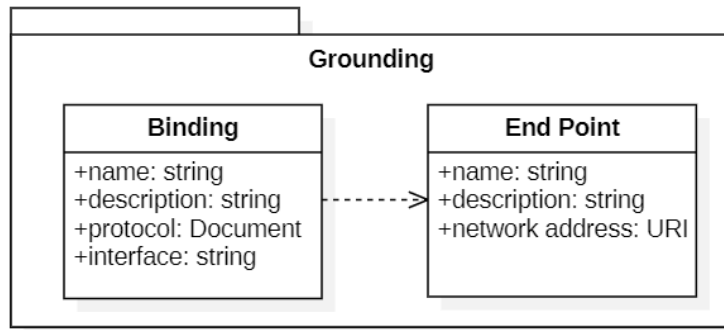 Grounding
Binding
+name: string
+description: string
+protocol: Document
+interface: string
End Point
+name: string
+description: string
+network address: URI